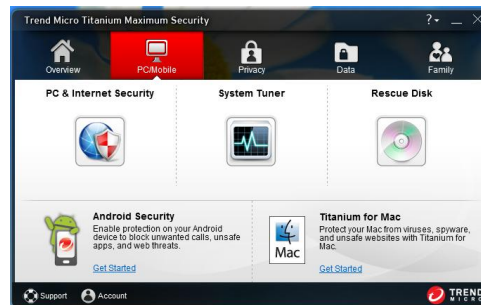 Trend Micro Titanium Maximum Security
?
Overview
PC/Mobile
Privacy
Data
Family
PC & Internet Security
System Tuner
Rescue Disk
Android Security
Enable protection on your Android
device to block unwanted calls, unsafe
apps, and web threats.
Get Started
Mac
Titanium for Mac
Protect your Mac from viruses, spyware,
and unsafe websites with Titanium for
Mac.
Get Started
Support
Account
TREND
MICRO